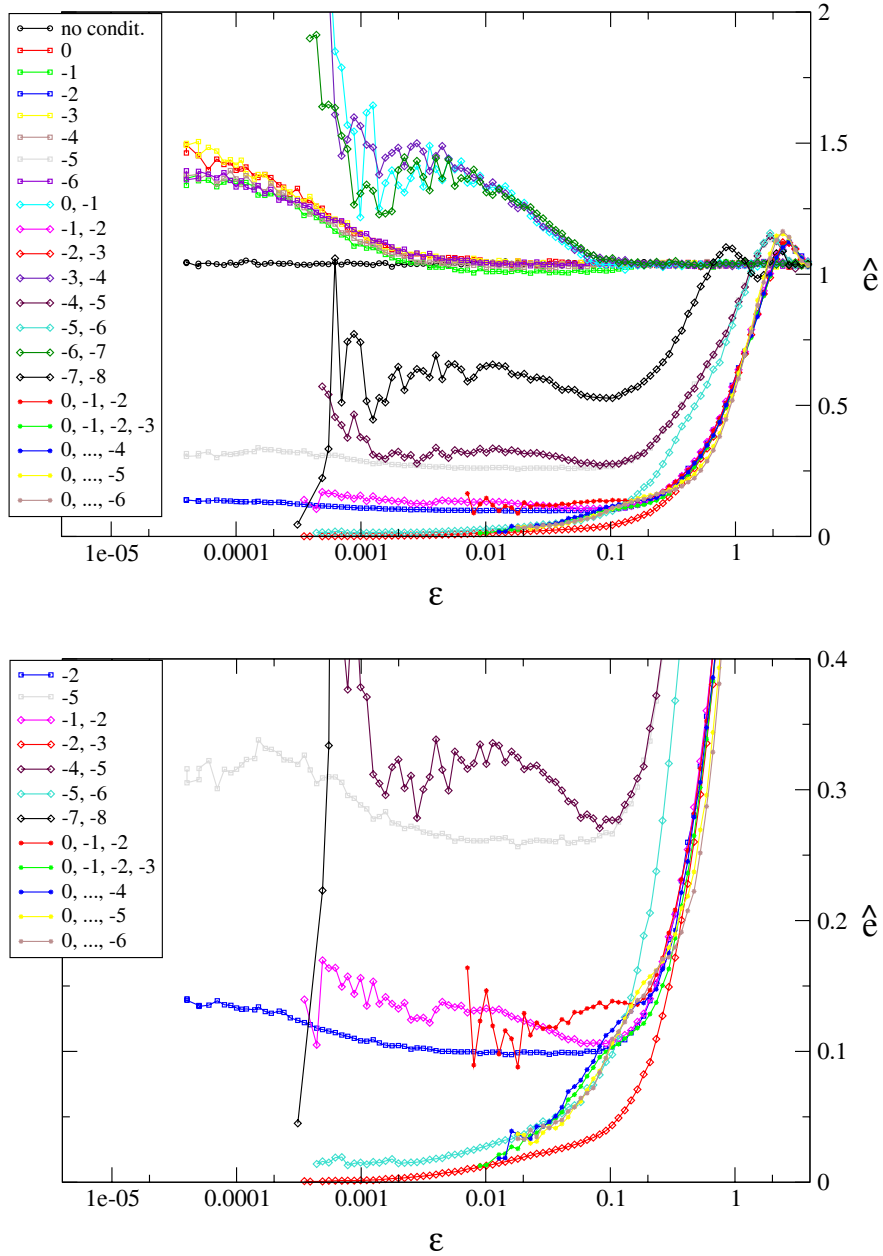 no condit.
0
-1
-2
-3
-4
-5
-6
0, -1
-1, -2
-2, -3
-3, -4
-4, -5
-5, -6
-6, -7
-7, -8
0, -1, -2
0, -1, -2, -3
0, ..., -4
0, ..., -5
0, ..., -6
2
1.5
1
0.5
0
ê
1e-05 0.0001 0.001 0.01 0.1 1
ε
-2
-5
-1, -2
-2, -3
-4, -5
-5, -6
-7, -8
0, -1, -2
0, -1, -2, -3
0, ..., -4
0, ..., -5
0, ..., -6
0.4
0.3
0.2
0.1
0
ê
1e-05 0.0001 0.001 0.01 0.1 1
ε